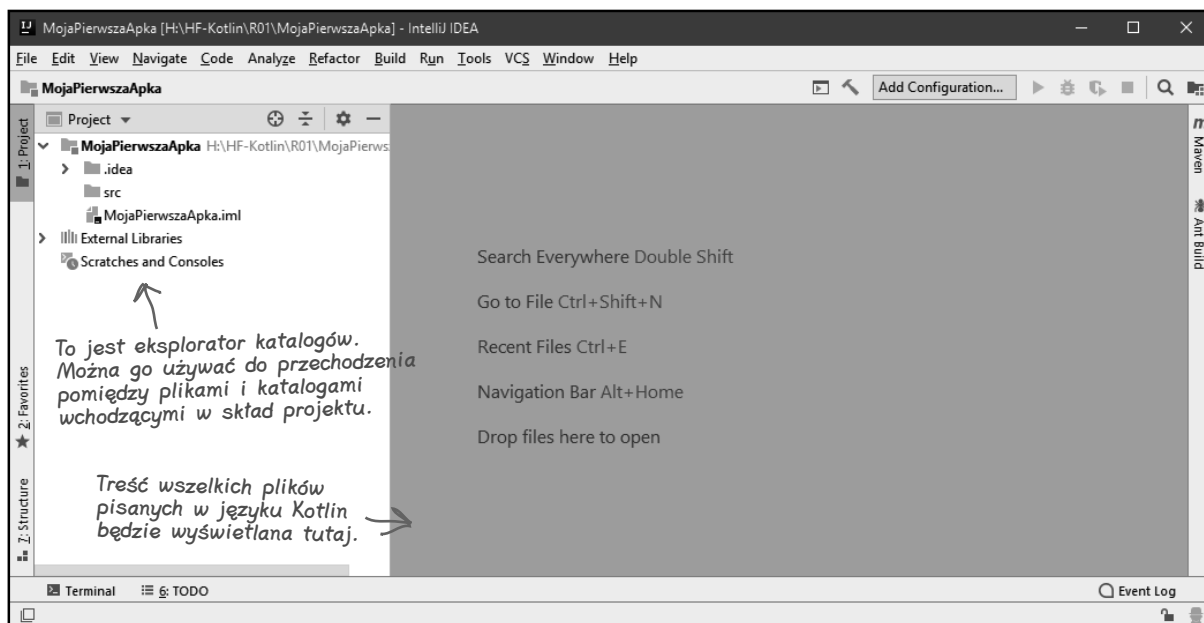 MojaPierwszaApka [H:\HF-Kotlin\R01\MojaPierwszaApka] - IntelliJ IDEA
File Edit View Navigate Code Analyze Refactor Build Run Tools VCS Window Help
MojaPierwszaApka
Add Configuration...
1: Project
Project
MojaPierwszaApka H:\HF-Kotlin\R01\MojaPierws
.idea
src
MojaPierwszaApka.iml
External Libraries
Scratches and Consoles
To jest eksplorator katalogów.
Można go używać do przechodzenia
pomiędzy plikami i katalogami
wchodzącymi w skład projektu.
Treść wszelkich plików
pisanych w języku Kotlin
będzie wyświetlana tutaj.
Search Everywhere Double Shift
Go to File Ctrl+Shift+N
Recent Files Ctrl+E
Navigation Bar Alt+Home
Drop files here to open
Maven
Ant Build
2: Favorites
7: Structure
Terminal
6: TODO
Event Log